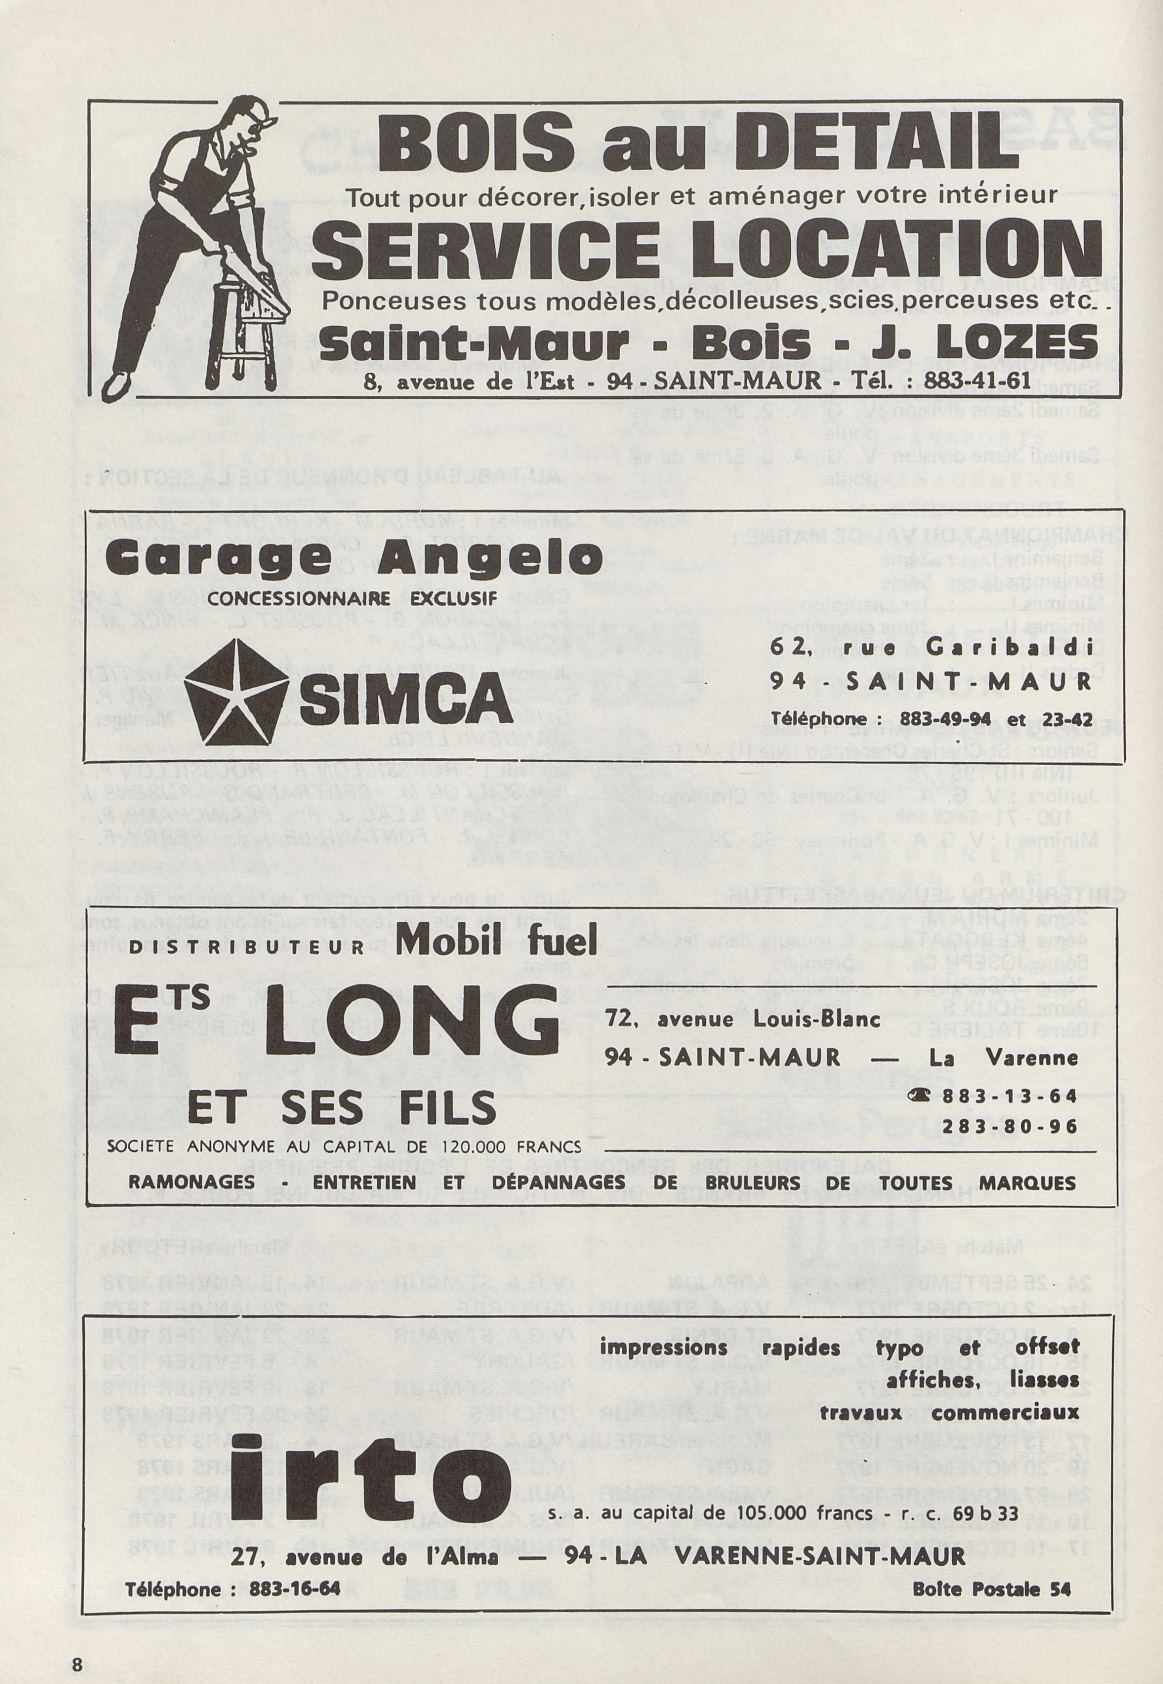 BOIS au DETAIL
Tout pour décorer, isoler et aménager votre intérieur
SERVICE LOCATION
Ponceuses tous modèles, décolleuses, scies, perceuses etc..
Saint-Maur - Bois - J. LOZES
8, avenue de l'Est - 94 - SAINT-MAUR - Tél. : 883-41-61
Garage Angelo
CONCESSIONNAIRE EXCLUSIF
SIMCA
62, rue Garibaldi
94 - SAINT-MAUR
Téléphone : 883-49-94 et 23-42
DISTRIBUTEUR Mobil fuel
ETS LONG
ET SES FILS
SOCIETE ANONYME AU CAPITAL DE 120.000 FRANCS
72, avenue Louis-Blanc
94 - SAINT-MAUR — La Varenne
☎ 883-13-64
283-80-96
RAMONAGES - ENTRETIEN ET DÉPANNAGES DE BRULEURS DE TOUTES MARQUES
impressions rapides typo et offset
affiches, liasses
travaux commerciaux
irto
s. a. au capital de 105.000 francs - r. c. 69 b 33
27, avenue de l'Alma — 94 - LA VARENNE-SAINT-MAUR
Téléphone : 883-16-64
Boîte Postale 54
8